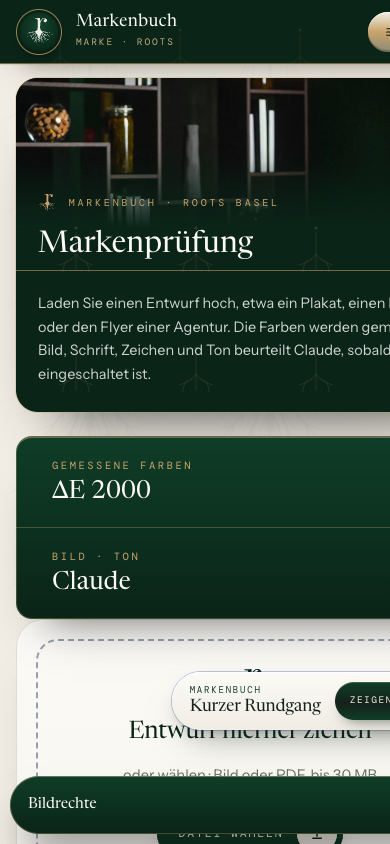 r
Markenbuch
MARKE · ROOTS
r MARKENBUCH · ROOTS BASEL
Markenprüfung
Laden Sie einen Entwurf hoch, etwa ein Plakat, einen
oder den Flyer einer Agentur. Die Farben werden
Bild, Schrift, Zeichen und Ton beurteilt Claude, sobald
eingeschaltet ist.
GEMESSENE FARBEN
ΔE 2000
BILD · TON
Claude
MARKENBUCH
Kurzer Rundgang
Entwurf hierher ziehen
oder wählen: Bild oder PDF, bis 30 MB
Bildrechte
DATEI WÄHLEN